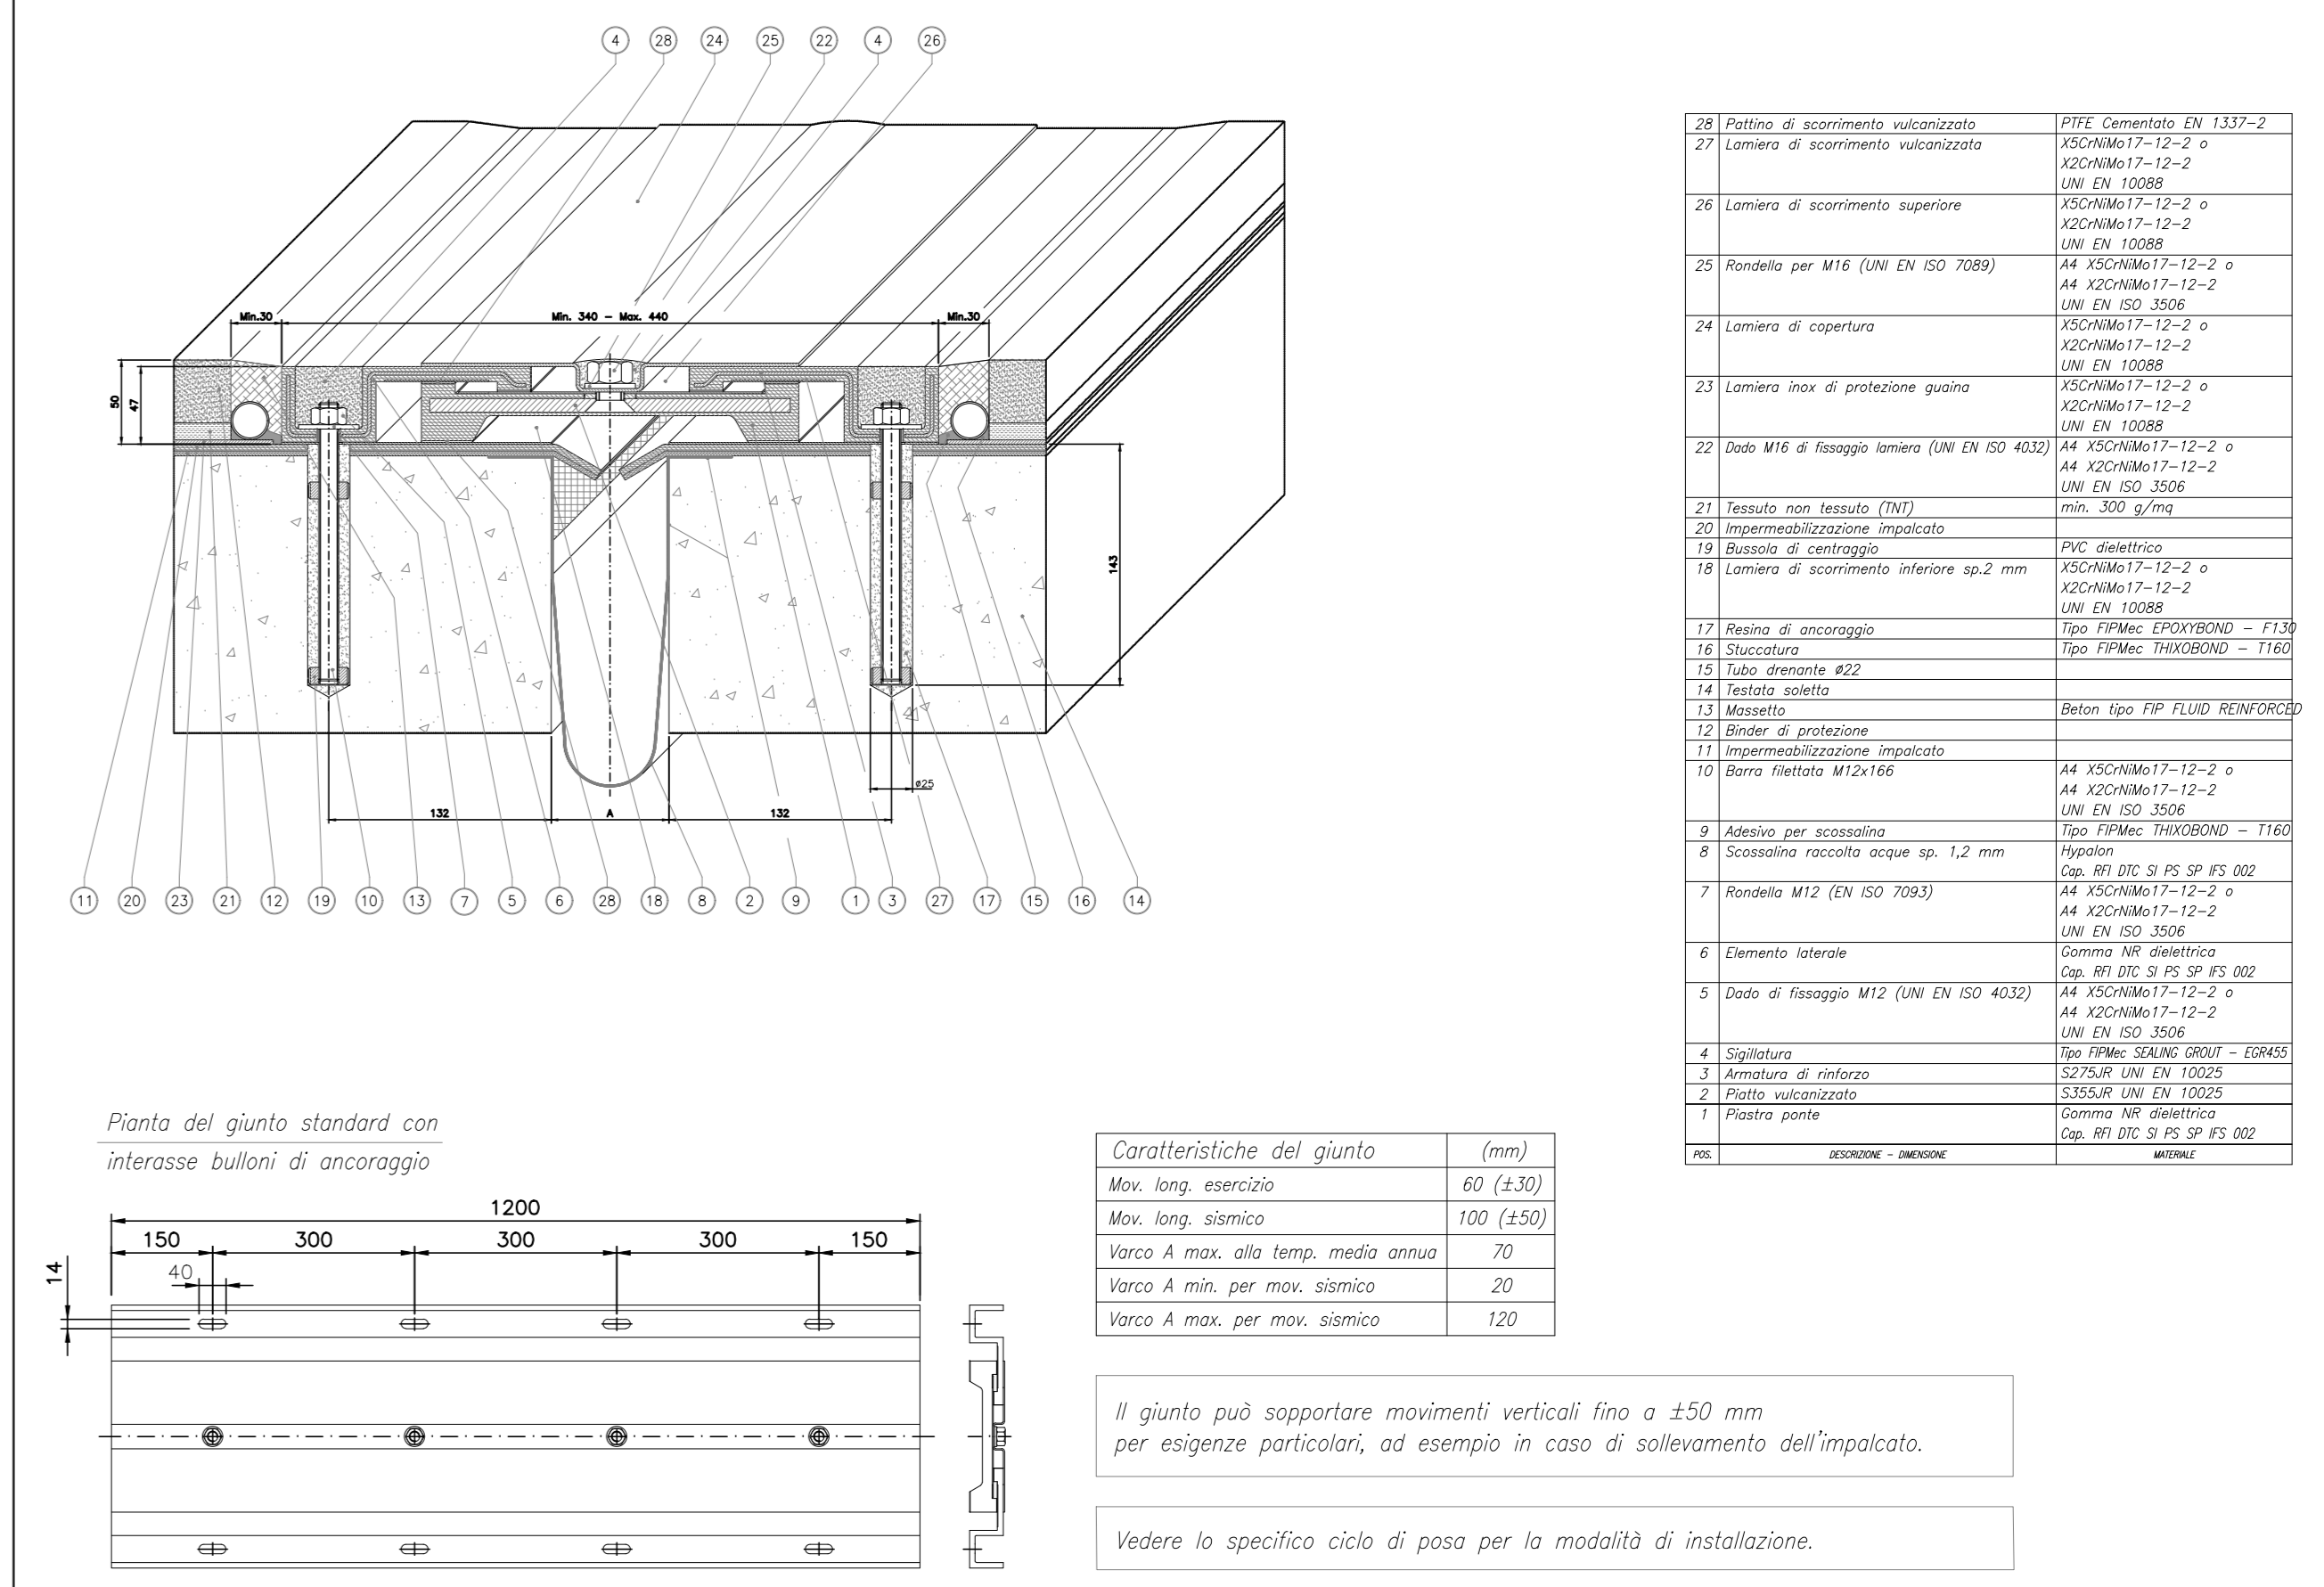 4 28 24 25 22 4 26
Min.30
Min. 340 - Max. 440
Min.30
50
47
143
ø25
132
A
132
11 20 23 21 12 19 10 13 7 5 6 28 18 8 2 9 1 3 27 17 15 16 14
28 Pattino di scorrimento vulcanizzato PTFE Cementato EN 1337-2
27 Lamiera di scorrimento vulcanizzata X5CrNiMo17-12-2 o
X2CrNiMo17-12-2
UNI EN 10088
26 Lamiera di scorrimento superiore X5CrNiMo17-12-2 o
X2CrNiMo17-12-2
UNI EN 10088
25 Rondella per M16 (UNI EN ISO 7089) A4 X5CrNiMo17-12-2 o
A4 X2CrNiMo17-12-2
UNI EN ISO 3506
24 Lamiera di copertura X5CrNiMo17-12-2 o
X2CrNiMo17-12-2
UNI EN 10088
23 Lamiera inox di protezione guaina X5CrNiMo17-12-2 o
X2CrNiMo17-12-2
UNI EN 10088
22 Dado M16 di fissaggio lamiera (UNI EN ISO 4032) A4 X5CrNiMo17-12-2 o
A4 X2CrNiMo17-12-2
UNI EN ISO 3506
21 Tessuto non tessuto (TNT) min. 300 g/mq
20 Impermeabilizzazione impalcato
19 Bussola di centraggio PVC dielettrico
18 Lamiera di scorrimento inferiore sp.2 mm X5CrNiMo17-12-2 o
X2CrNiMo17-12-2
UNI EN 10088
17 Resina di ancoraggio Tipo FIPMec EPOXYBOND - F130
16 Stuccatura Tipo FIPMec THIXOBOND - T160
15 Tubo drenante ø22
14 Testata soletta
13 Massetto Beton tipo FIP FLUID REINFORCED
12 Binder di protezione
11 Impermeabilizzazione impalcato
10 Barra filettata M12x166 A4 X5CrNiMo17-12-2 o
A4 X2CrNiMo17-12-2
UNI EN ISO 3506
9 Adesivo per scossalina Tipo FIPMec THIXOBOND - T160
8 Scossalina raccolta acque sp. 1,2 mm Hypalon
Cap. RFI DTC SI PS SP IFS 002
7 Rondella M12 (EN ISO 7093) A4 X5CrNiMo17-12-2 o
A4 X2CrNiMo17-12-2
UNI EN ISO 3506
6 Elemento laterale Gomma NR dielettrica
Cap. RFI DTC SI PS SP IFS 002
5 Dado di fissaggio M12 (UNI EN ISO 4032) A4 X5CrNiMo17-12-2 o
A4 X2CrNiMo17-12-2
UNI EN ISO 3506
4 Sigillatura Tipo FIPMec SEALING GROUT - EGR455
3 Armatura di rinforzo S275JR UNI EN 10025
2 Piatto vulcanizzato S355JR UNI EN 10025
1 Piastra ponte Gomma NR dielettrica
Cap. RFI DTC SI PS SP IFS 002
POS. DESCRIZIONE - DIMENSIONE MATERIALE
Pianta del giunto standard con
interasse bulloni di ancoraggio
1200
150 300 300 300 150
40
14
Caratteristiche del giunto (mm)
Mov. long. esercizio 60 (±30)
Mov. long. sismico 100 (±50)
Varco A max. alla temp. media annua 70
Varco A min. per mov. sismico 20
Varco A max. per mov. sismico 120
Il giunto può sopportare movimenti verticali fino a ±50 mm
per esigenze particolari, ad esempio in caso di sollevamento dell'impalcato.
Vedere lo specifico ciclo di posa per la modalità di installazione.